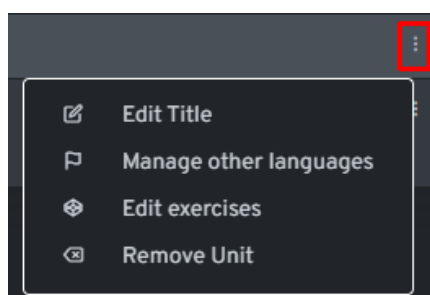 Edit Title
Manage other languages
Edit exercises
Remove Unit